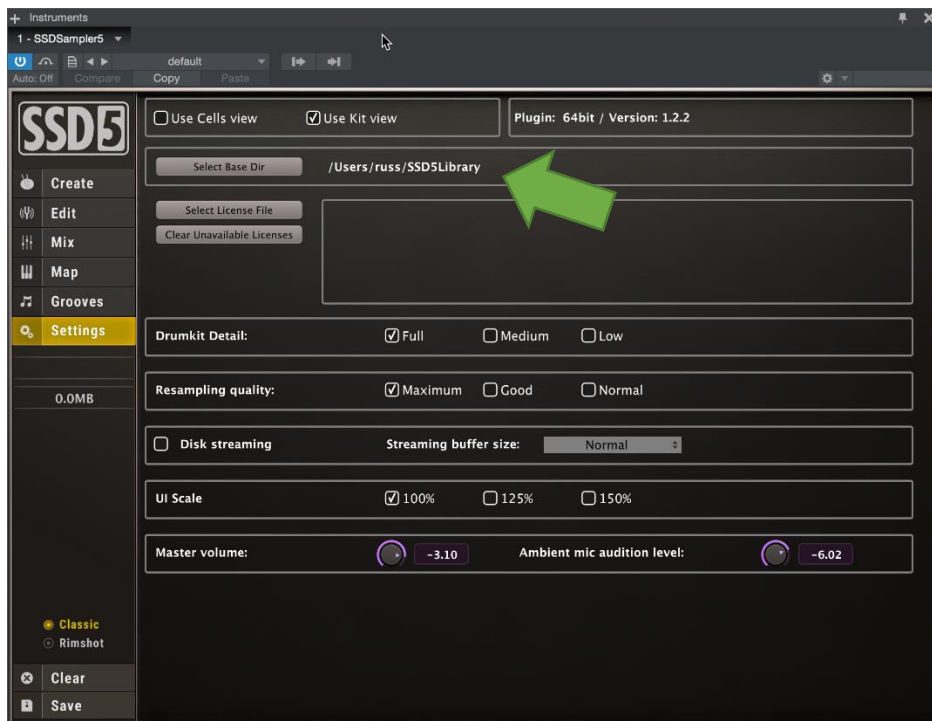 + Instruments
1 - SSDSampler5
default
Auto: Off Compare Copy Paste
SSD5
Use Cells view Use Kit view Plugin: 64bit / Version: 1.2.2
Select Base Dir /Users/russ/SSD5Library
Create
Select License File
Edit
Clear Unavailable Licenses
Mix
Map
Grooves
Settings
Drumkit Detail: Full Medium Low
Resampling quality: Maximum Good Normal
0.0MB
Disk streaming Streaming buffer size: Normal
UI Scale 100% 125% 150%
Master volume: -3.10 Ambient mic audition level: -6.02
Classic
Rimshot
Clear
Save